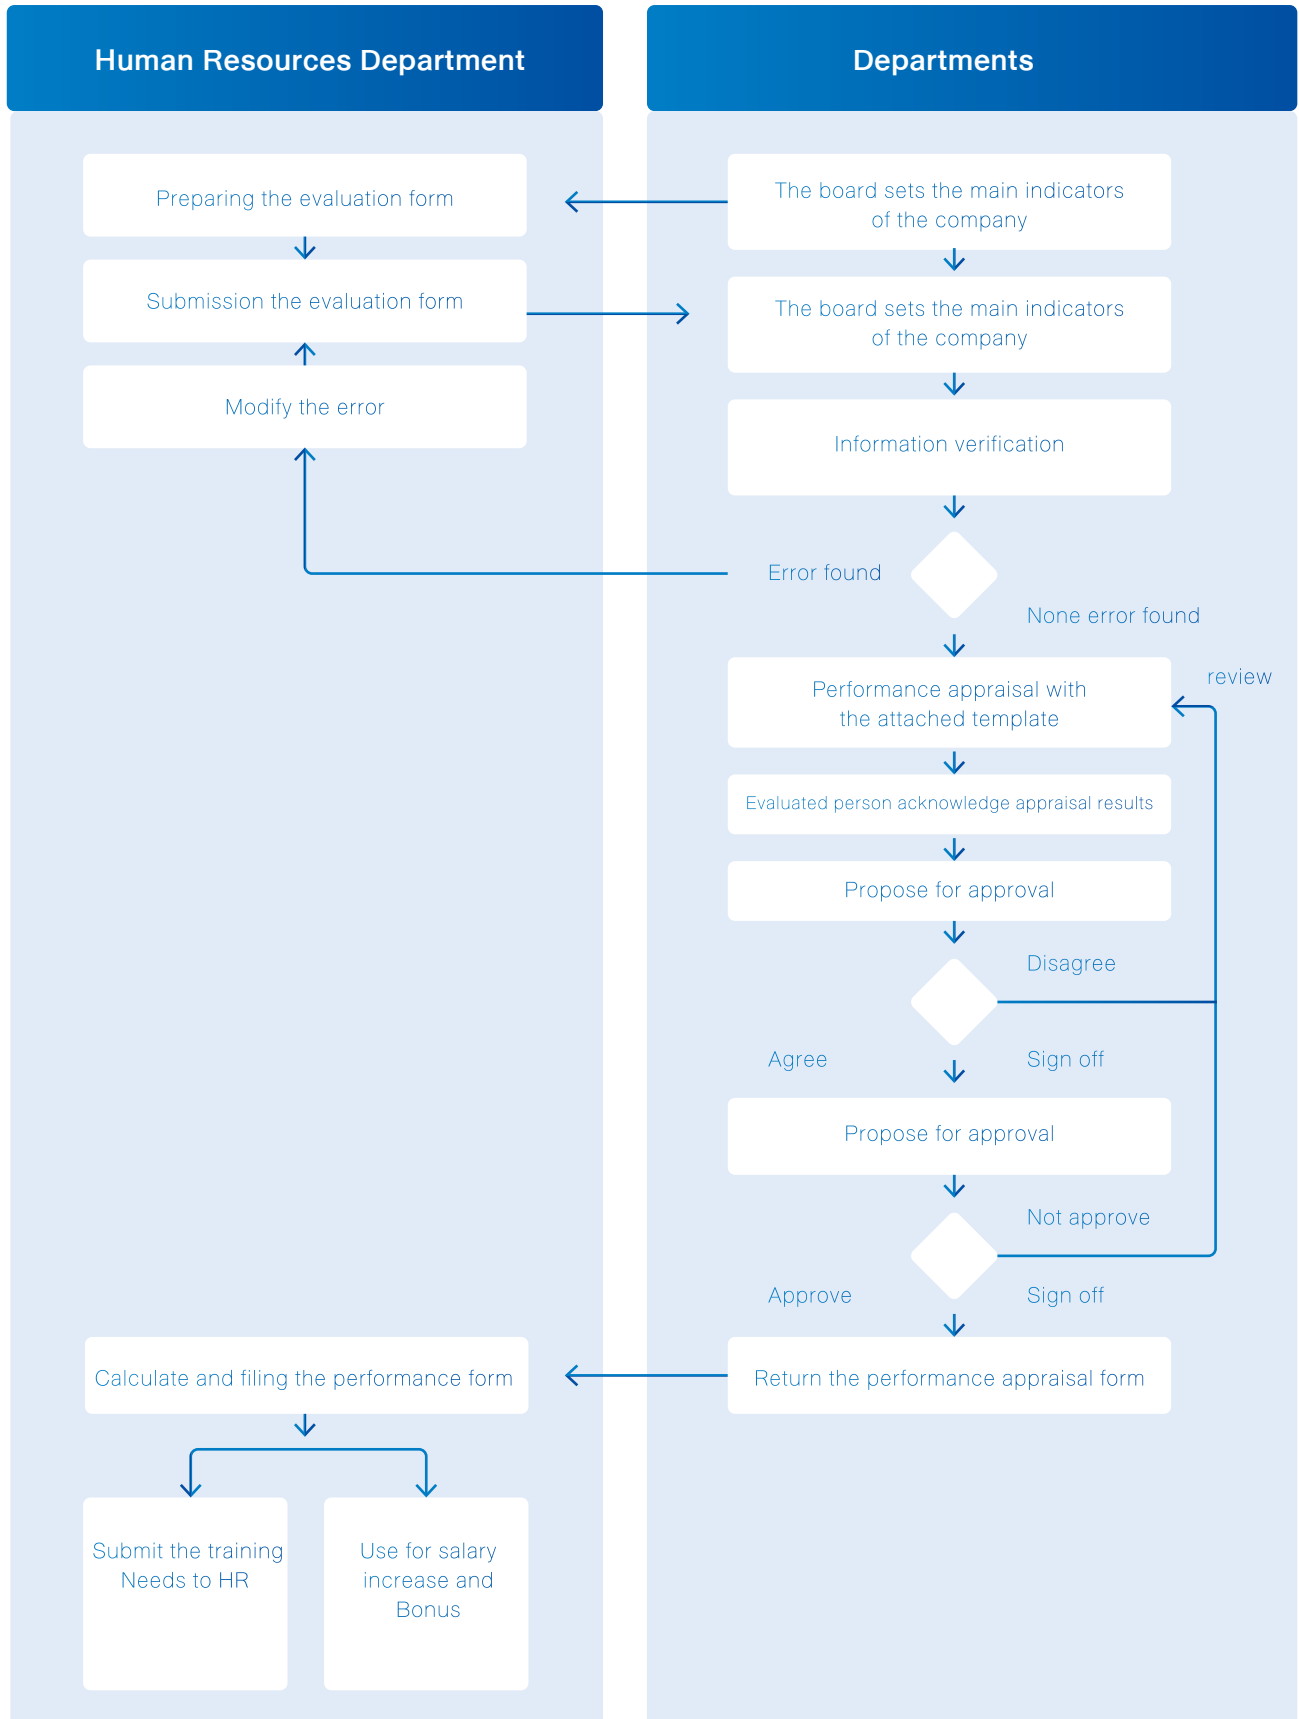 Human Resources Department
Departments
Preparing the evaluation form
Submission the evaluation form
Modify the error
The board sets the main indicators
of the company
The board sets the main indicators
of the company
Information verification
Error found
None error found
review
Performance appraisal with
the attached template
Evaluated person acknowledge appraisal results
Propose for approval
Disagree
Agree
Sign off
Propose for approval
Not approve
Approve
Sign off
Return the performance appraisal form
Calculate and filing the performance form
Submit the training
Needs to HR
Use for salary
increase and
Bonus